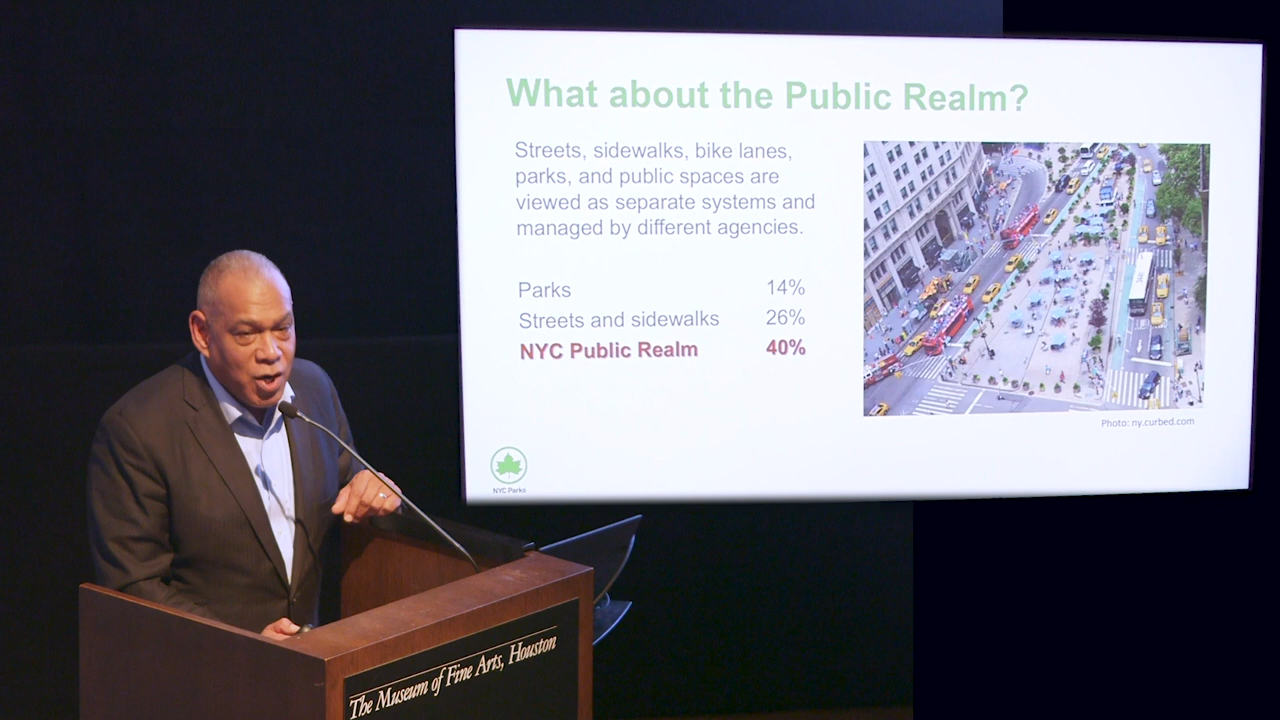 What about the Public Realm?
Streets, sidewalks, bike lanes,
parks, and public spaces are
viewed as separate systems and
managed by different agencies.
Parks 14%
Streets and sidewalks 26%
NYC Public Realm 40%
Photo: ny.curbed.com
NYC Parks
The Museum of Fine Arts, Houston